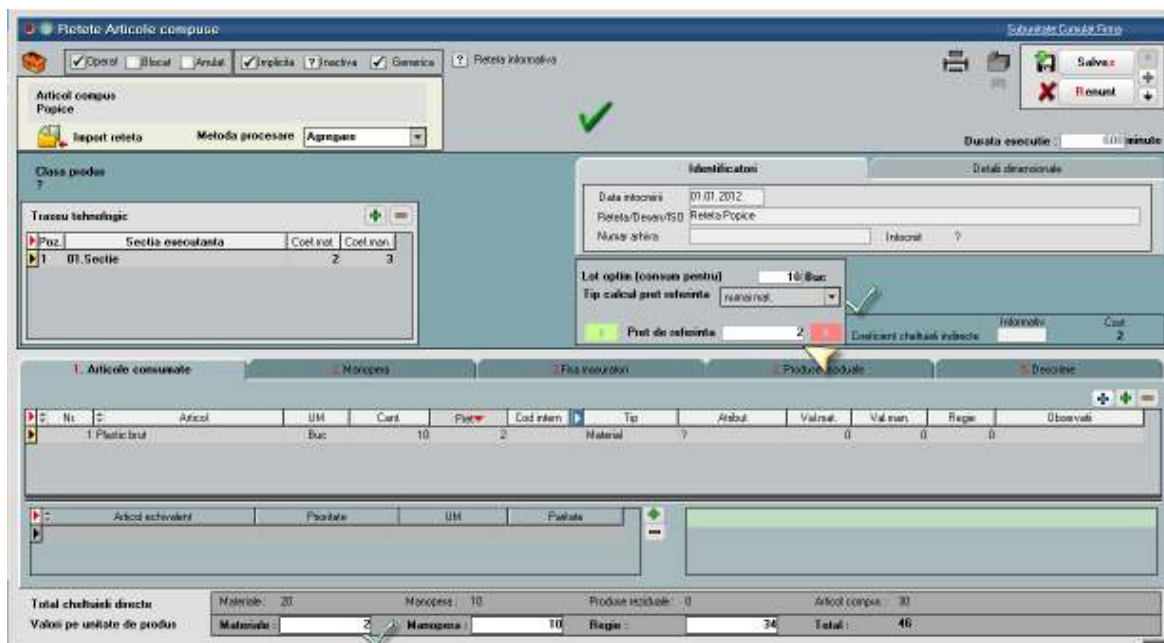 Retete Articole compuse
Subunitate Cumulat Firma
Operat Blocat Anulat Implicita ? Inactiva Generica ? Reteta informativa
Salvez
Articol compus
Popice
Renunt
Import reteta Metoda procesare Agregare
Durata executie : minute
Clasa produs
?
Identificatori Detalii dimensionale
Data intocmirii 01.01.2012
Traseu tehnologic
Reteta/Desen/ISO Reteta Popice
Numar arhiva Intocmit ?
Poz. Sectia executanta Coef.mat. Coef.man.
1 01.Sectie 2 3
Lot optim (consum pentru) 10 Buc
Tip calcul pret referinta numai mat.
Informativ Cost
Pret de referinta 2 Coeficient cheltuieli indirecte 2
1. Articole consumate 2. Manopera 3.Fisa masuratori Produse reziduale 5. Descriere
Nr. Articol UM Cant. Pret Cod intern Tip Atribut Val.mat. Val.man. Regie Observatii
1 Plastic brut Buc 10 2 Material ? 0 0 0
Articol echivalent Prioritate UM Paritate
Total cheltuieli directe Materiale : 20 Manopera : 10 Produse reziduale : 0 Articol compus : 30
Valori pe unitate de produs Materiale : 2 Manopera : 10 Regie : 34 Total : 46